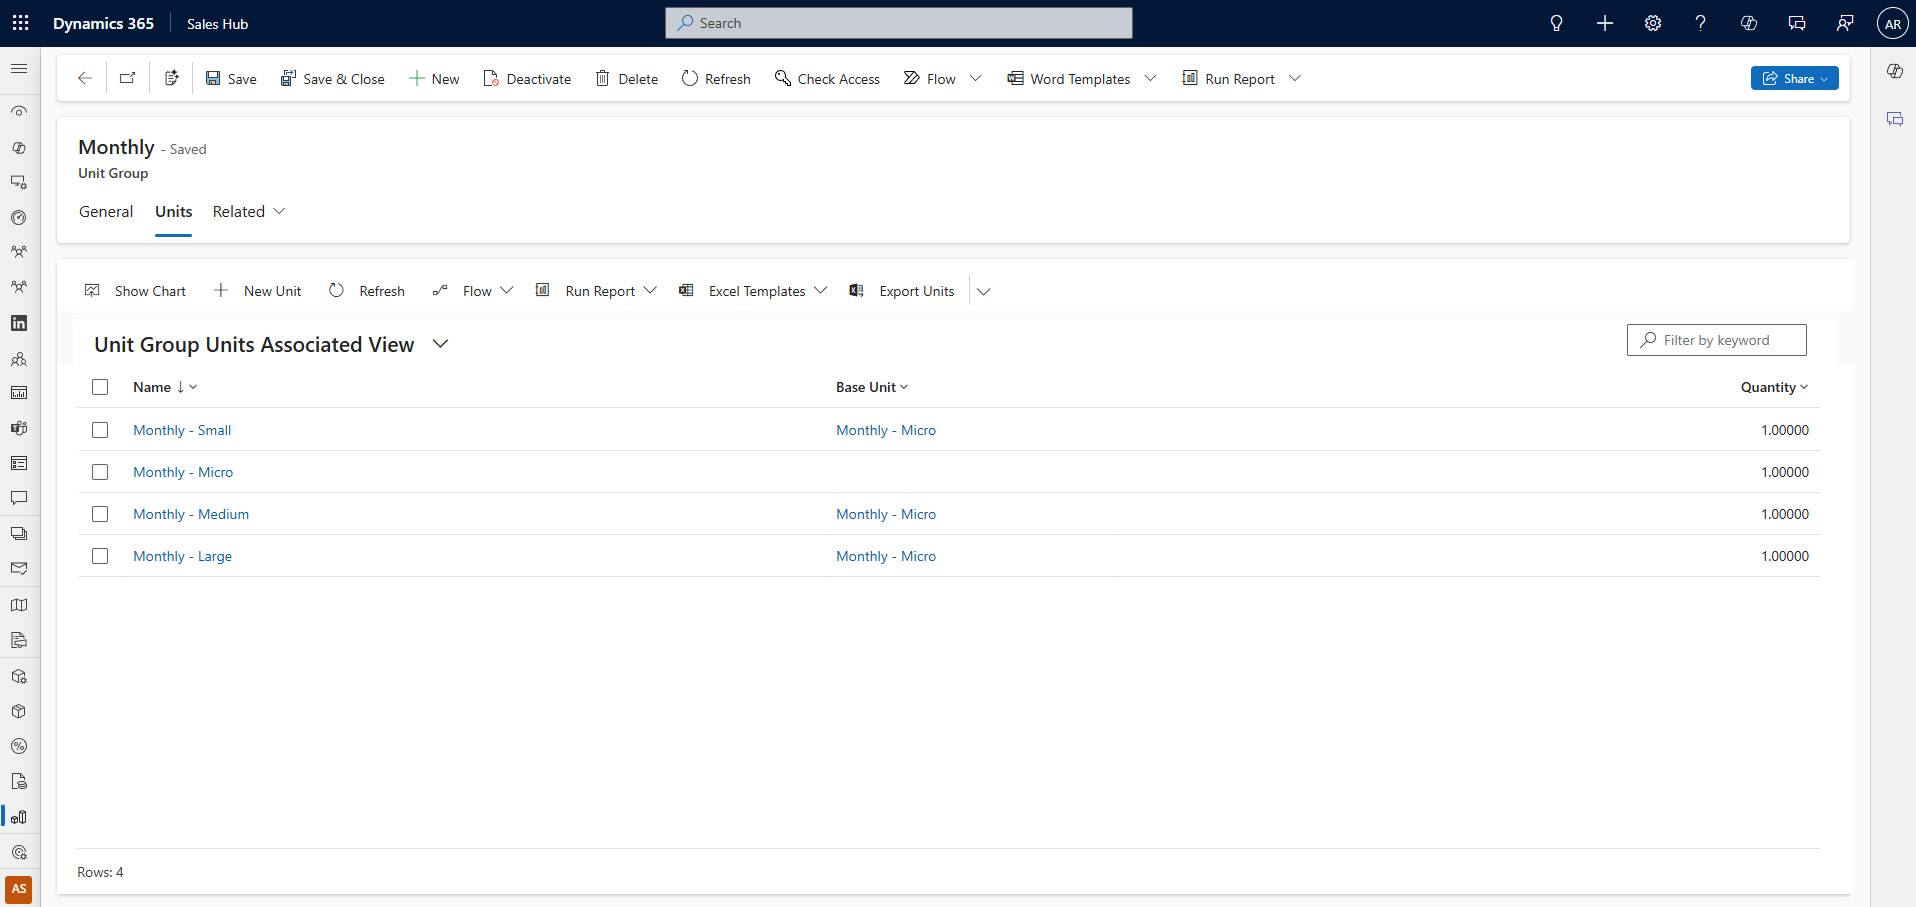 Dynamics 365 Sales Hub Search AR
Save Save & Close New Deactivate Delete Refresh Check Access Flow Word Templates Run Report Share
Monthly - Saved
Unit Group
General Units Related
Show Chart New Unit Refresh Flow Run Report Excel Templates Export Units
Unit Group Units Associated View Filter by keyword
Name Base Unit Quantity
Monthly - Small Monthly - Micro 1.00000
Monthly - Micro 1.00000
Monthly - Medium Monthly - Micro 1.00000
Monthly - Large Monthly - Micro 1.00000
Rows: 4
AS